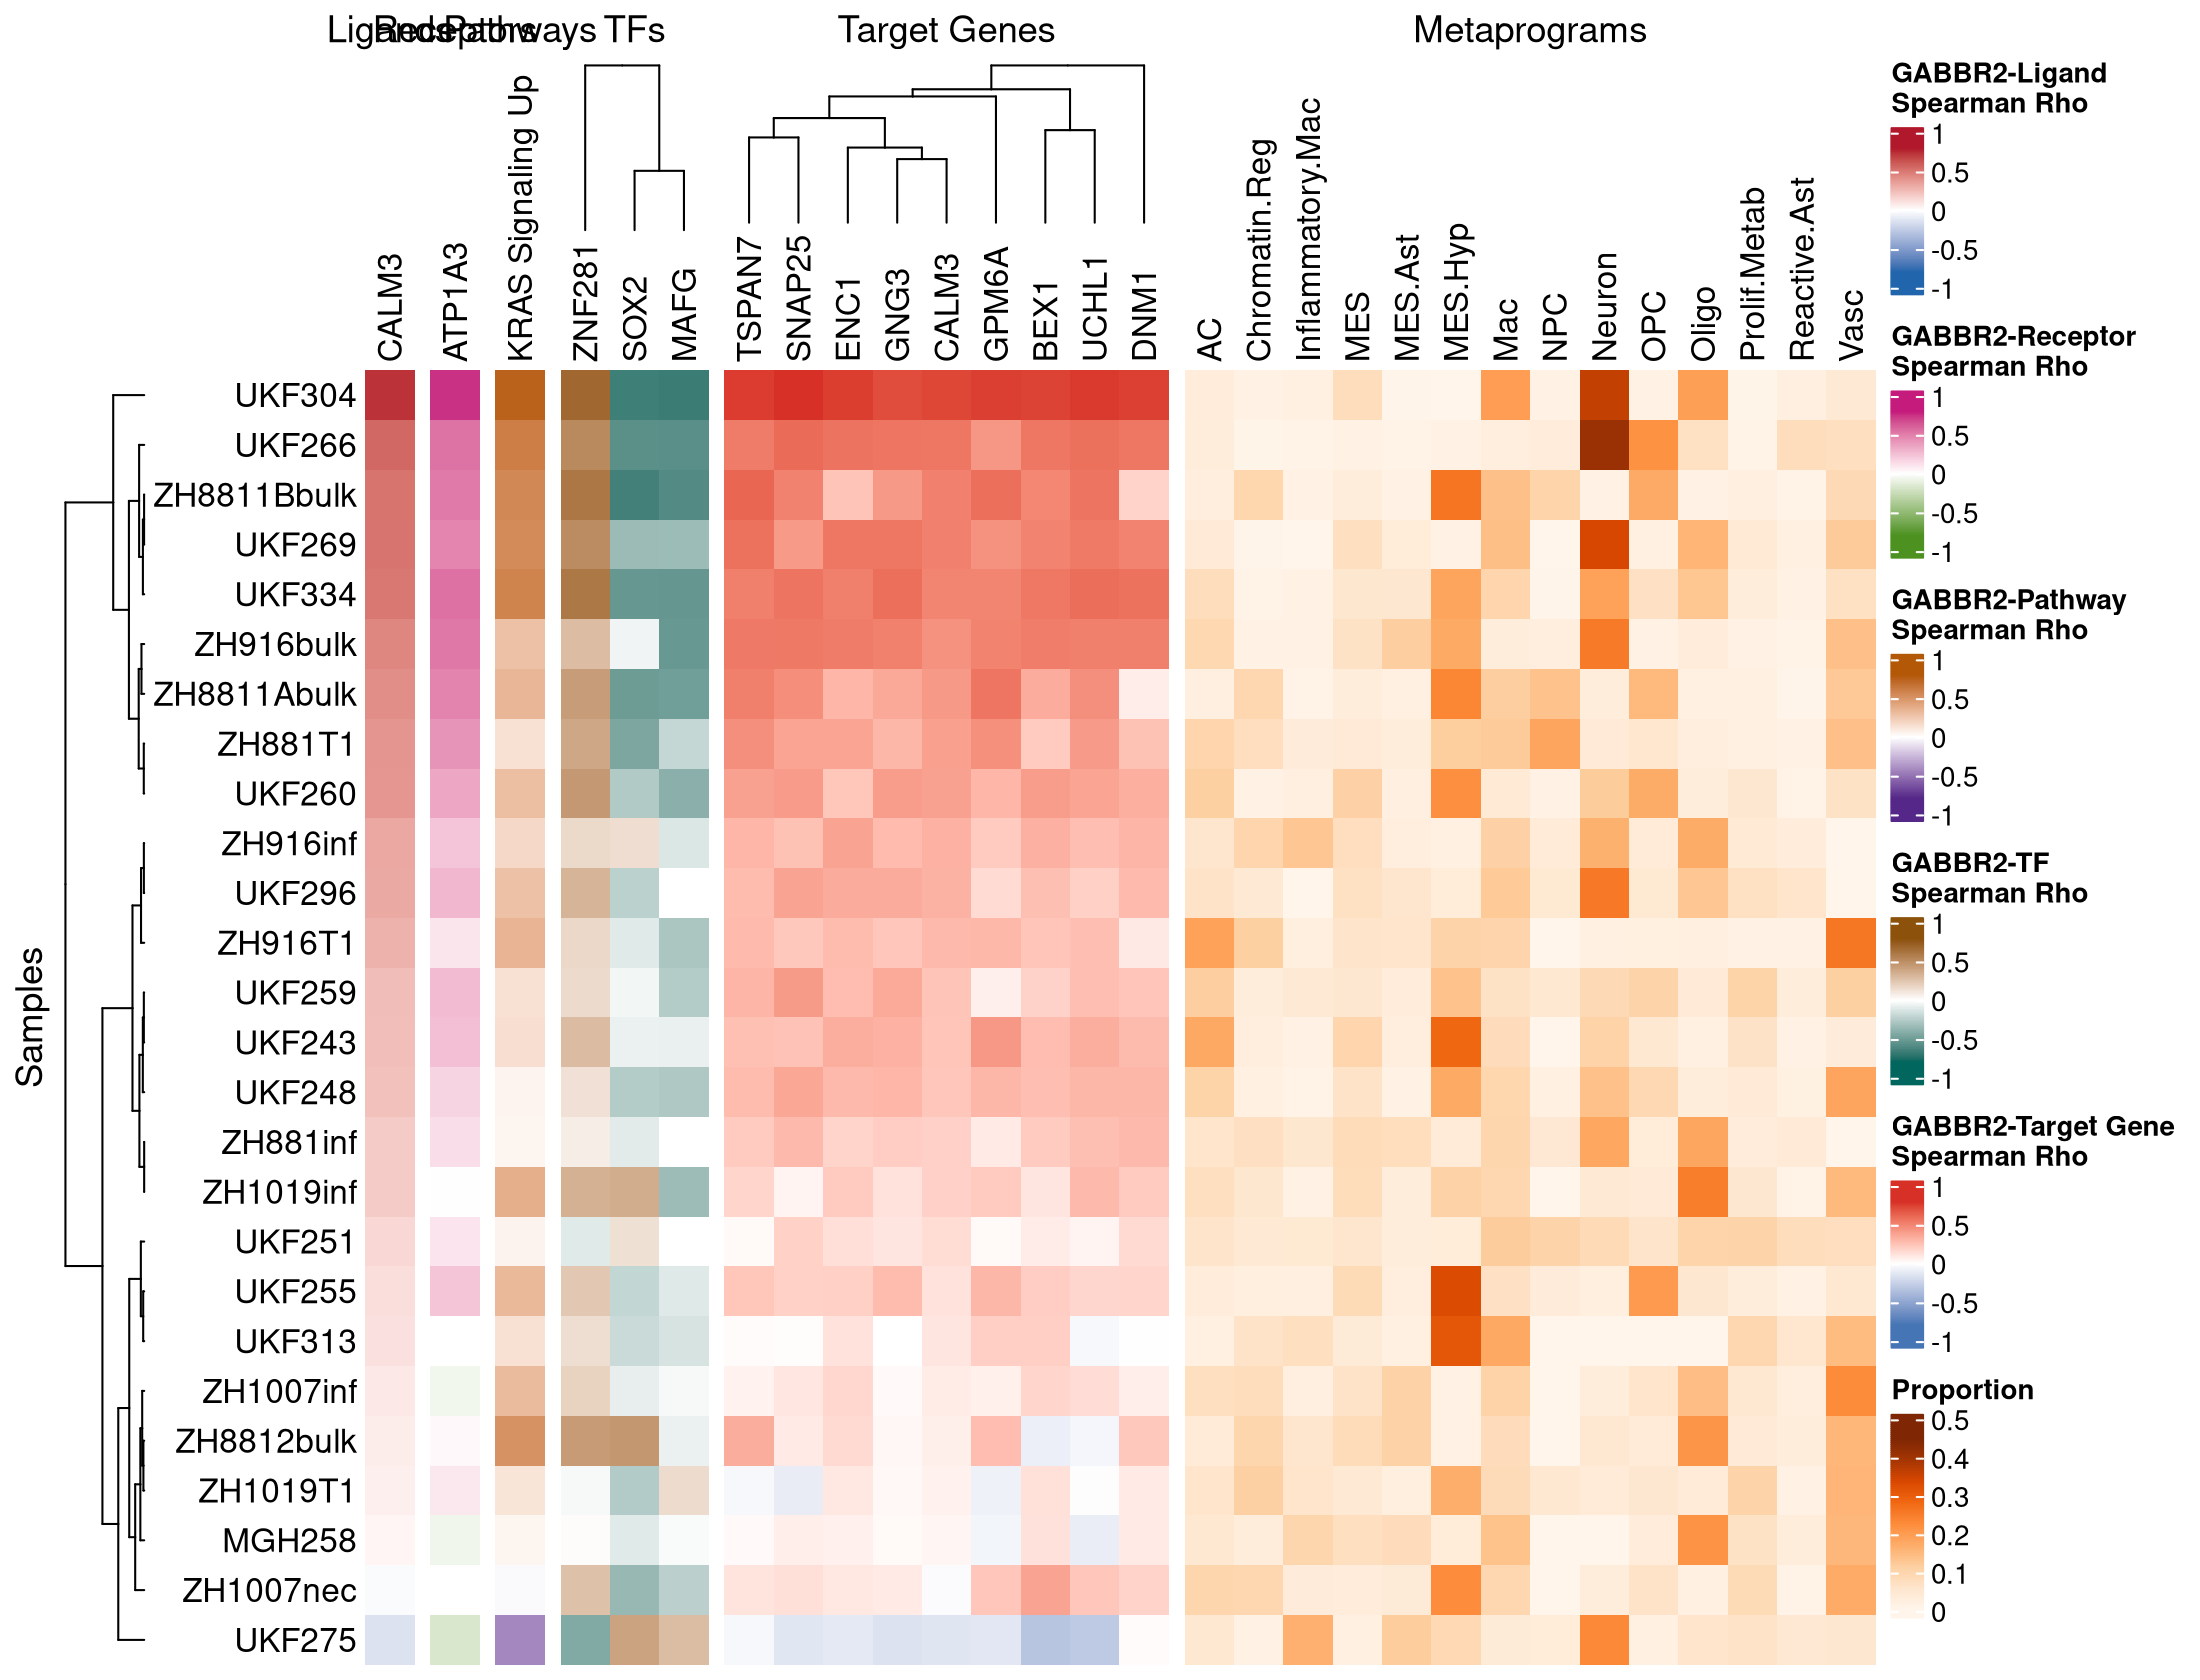 Ligands Receptors Pathways TFs Target Genes Metaprograms
CALM3
ATP1A3
KRAS Signaling Up
ZNF281
SOX2
MAFG
TSPAN7
SNAP25
ENC1
GNG3
CALM3
GPM6A
BEX1
UCHL1
DNM1
AC
Chromatin.Reg
Inflammatory.Mac
MES
MES.Ast
MES.Hyp
Mac
NPC
Neuron
OPC
Oligo
Prolif.Metab
Reactive.Ast
Vasc
Samples
UKF304
UKF266
ZH8811Bbulk
UKF269
UKF334
ZH916bulk
ZH8811Abulk
ZH881T1
UKF260
ZH916inf
UKF296
ZH916T1
UKF259
UKF243
UKF248
ZH881inf
ZH1019inf
UKF251
UKF255
UKF313
ZH1007inf
ZH8812bulk
ZH1019T1
MGH258
ZH1007nec
UKF275
GABBR2-Ligand
Spearman Rho
1
0.5
0
-0.5
-1
GABBR2-Receptor
Spearman Rho
1
0.5
0
-0.5
-1
GABBR2-Pathway
Spearman Rho
1
0.5
0
-0.5
-1
GABBR2-TF
Spearman Rho
1
0.5
0
-0.5
-1
GABBR2-Target Gene
Spearman Rho
1
0.5
0
-0.5
-1
Proportion
0.5
0.4
0.3
0.2
0.1
0